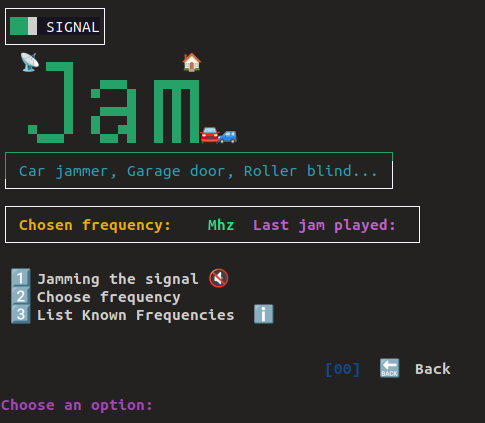 SIGNAL
Jam
Car jammer, Garage door, Roller blind...
Chosen frequency: Mhz Last jam played:
1 Jamming the signal
2 Choose frequency
3 List Known Frequencies i
[00] BACK Back
Choose an option: